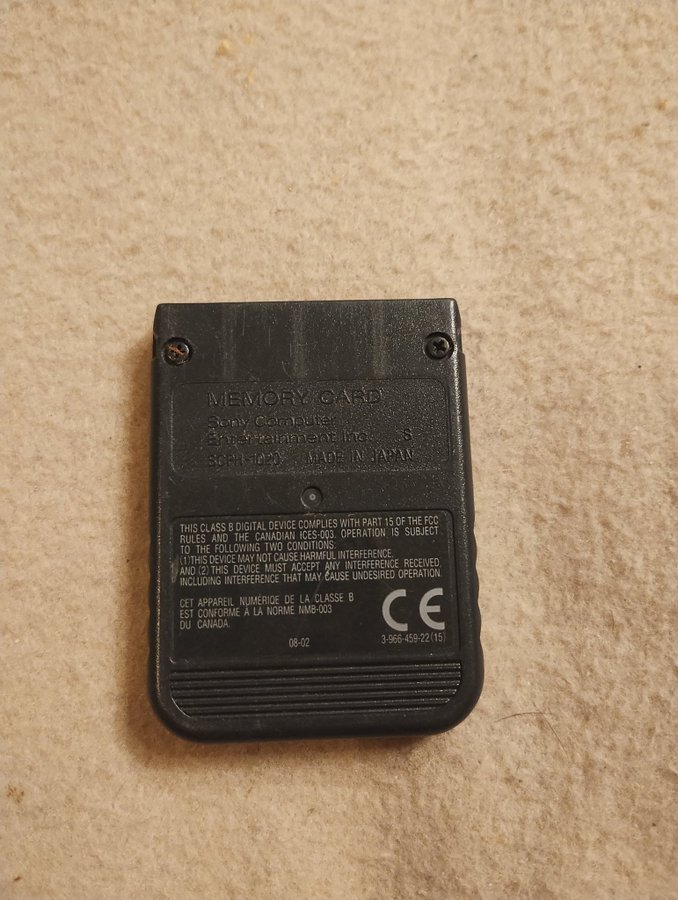 MEMORY CARD
Sony Computer
Entertainment Inc. S
SCPH-1020 MADE IN JAPAN
THIS CLASS B DIGITAL DEVICE COMPLIES WITH PART 15 OF THE FCC
RULES AND THE CANADIAN ICES-003. OPERATION IS SUBJECT
TO THE FOLLOWING TWO CONDITIONS:
(1) THIS DEVICE MAY NOT CAUSE HARMFUL INTERFERENCE.
AND (2) THIS DEVICE MUST ACCEPT ANY INTERFERENCE RECEIVED,
INCLUDING INTERFERENCE THAT MAY CAUSE UNDESIRED OPERATION.
CET APPAREIL NUMÉRIQE DE LA CLASSE B
EST CONFORME À LA NORME NMB-003
DU CANADA.
CE
08-02
3-966-459-22 (15)